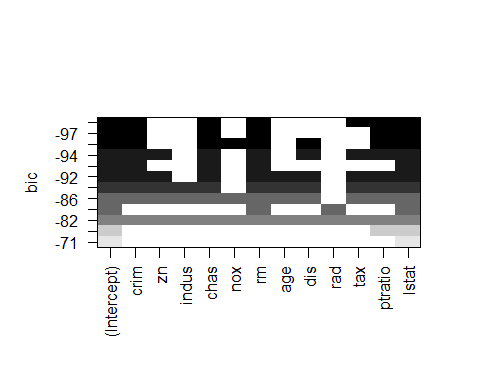 bic
-97
-94
-92
-86
-82
-71
(Intercept)
crim
zn
indus
chas
nox
rm
age
dis
rad
tax
ptratio
lstat